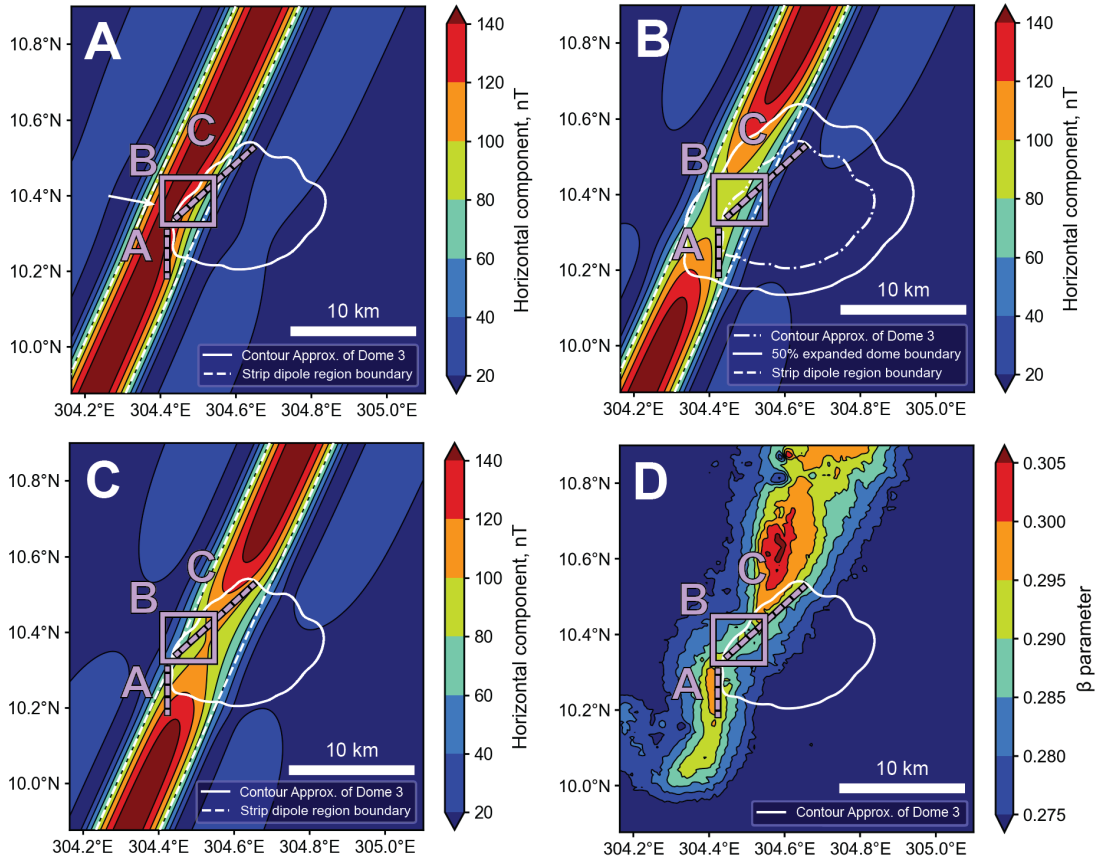 A
10.8°N
10.6°N
10.4°N
10.2°N
10.0°N
304.2°E 304.4°E 304.6°E 304.8°E 305.0°E
C
B
A
10 km
Contour Approx. of Dome 3
Strip dipole region boundary
140
120
100
80
60
40
20
Horizontal component, nT
B
10.8°N
10.6°N
10.4°N
10.2°N
10.0°N
304.2°E 304.4°E 304.6°E 304.8°E 305.0°E
C
B
A
10 km
Contour Approx. of Dome 3
50% expanded dome boundary
Strip dipole region boundary
140
120
100
80
60
40
20
Horizontal component, nT
C
10.8°N
10.6°N
10.4°N
10.2°N
10.0°N
304.2°E 304.4°E 304.6°E 304.8°E 305.0°E
C
B
A
10 km
Contour Approx. of Dome 3
Strip dipole region boundary
140
120
100
80
60
40
20
Horizontal component, nT
D
10.8°N
10.6°N
10.4°N
10.2°N
10.0°N
304.2°E 304.4°E 304.6°E 304.8°E 305.0°E
C
B
A
10 km
Contour Approx. of Dome 3
0.305
0.300
0.295
0.290
0.285
0.280
0.275
β parameter